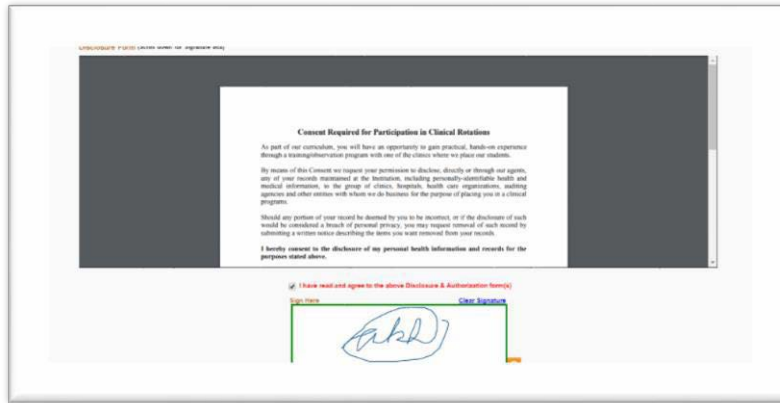 Disclosure Form (scroll down for signature box)
Consent Required for Participation in Clinical Rotations
As part of our curriculum, you will have an opportunity to gain practical, hands-on experience
through a training/observation program with one of the clinics where we place our students.
By means of this Consent we request your permission to disclose, directly or through our agents,
any of your records maintained at the Institution, including personally-identifiable health and
medical information, to the group of clinics, hospitals, health care organizations, auditing
agencies and other entities with whom we do business for the purpose of placing you in a clinical
programs.
Should any portion of your record be deemed by you to be incorrect, or if the disclosure of such
would be considered a breach of personal privacy, you may request removal of such record by
submitting a written notice describing the items you want removed from your records.
I hereby consent to the disclosure of my personal health information and records for the
purposes stated above.
I have read and agree to the above Disclosure & Authorization form(s)
Sign Here Clear Signature